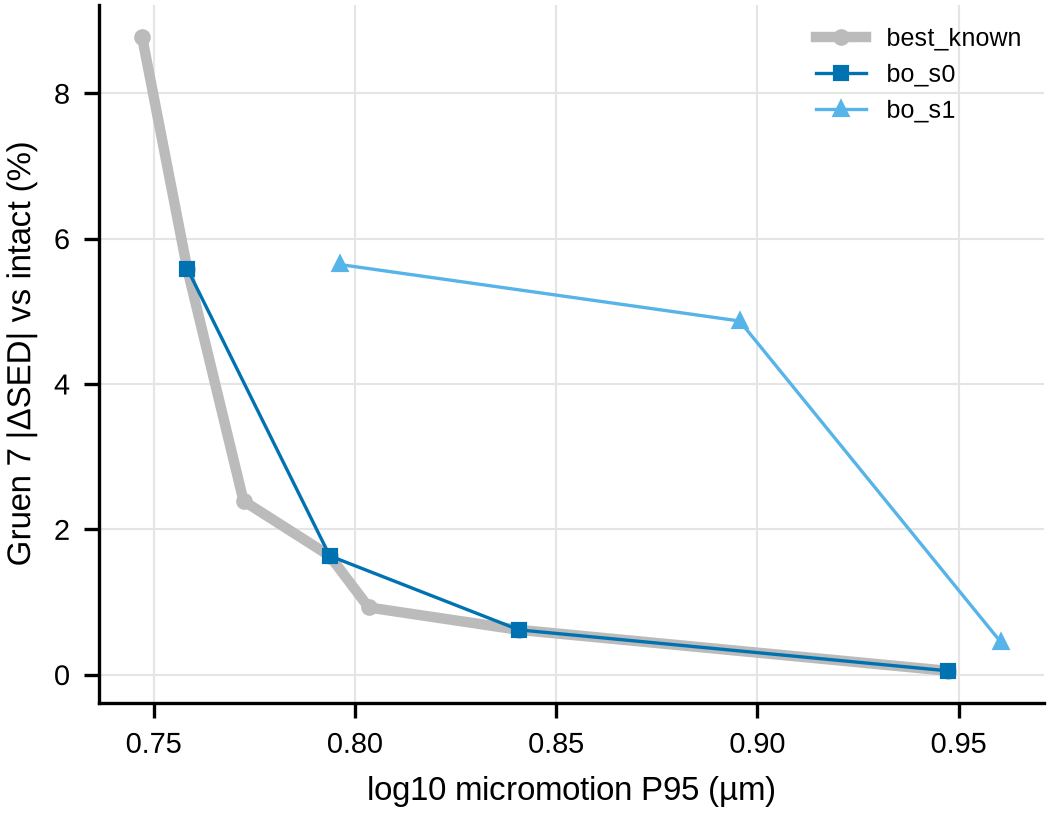 Gruen 7 |ΔSED| vs intact (%)
8
6
4
2
0
best_known
bo_s0
bo_s1
0.75 0.80 0.85 0.90 0.95
log10 micromotion P95 (µm)